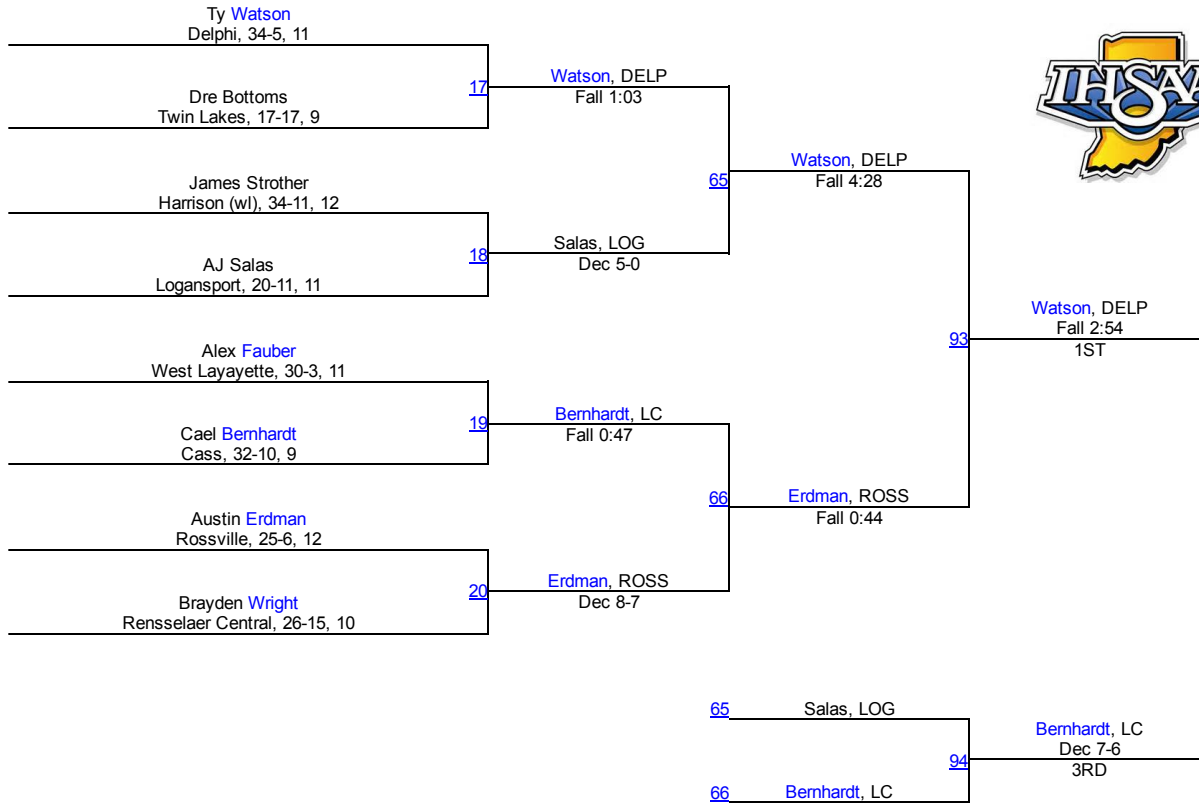 Ty Watson
Delphi, 34-5, 11
17
Watson, DELP
Fall 1:03
Dre Bottoms
Twin Lakes, 17-17, 9
65
Watson, DELP
Fall 4:28
James Strother
Harrison (wl), 34-11, 12
18
Salas, LOG
Dec 5-0
AJ Salas
Logansport, 20-11, 11
93
Watson, DELP
Fall 2:54
1ST
Alex Fauber
West Layayette, 30-3, 11
19
Bernhardt, LC
Fall 0:47
Cael Bernhardt
Cass, 32-10, 9
66
Erdman, ROSS
Fall 0:44
Austin Erdman
Rossville, 25-6, 12
20
Erdman, ROSS
Dec 8-7
Brayden Wright
Rensselaer Central, 26-15, 10
65
Salas, LOG
94
Bernhardt, LC
Dec 7-6
3RD
66
Bernhardt, LC
IHSAA